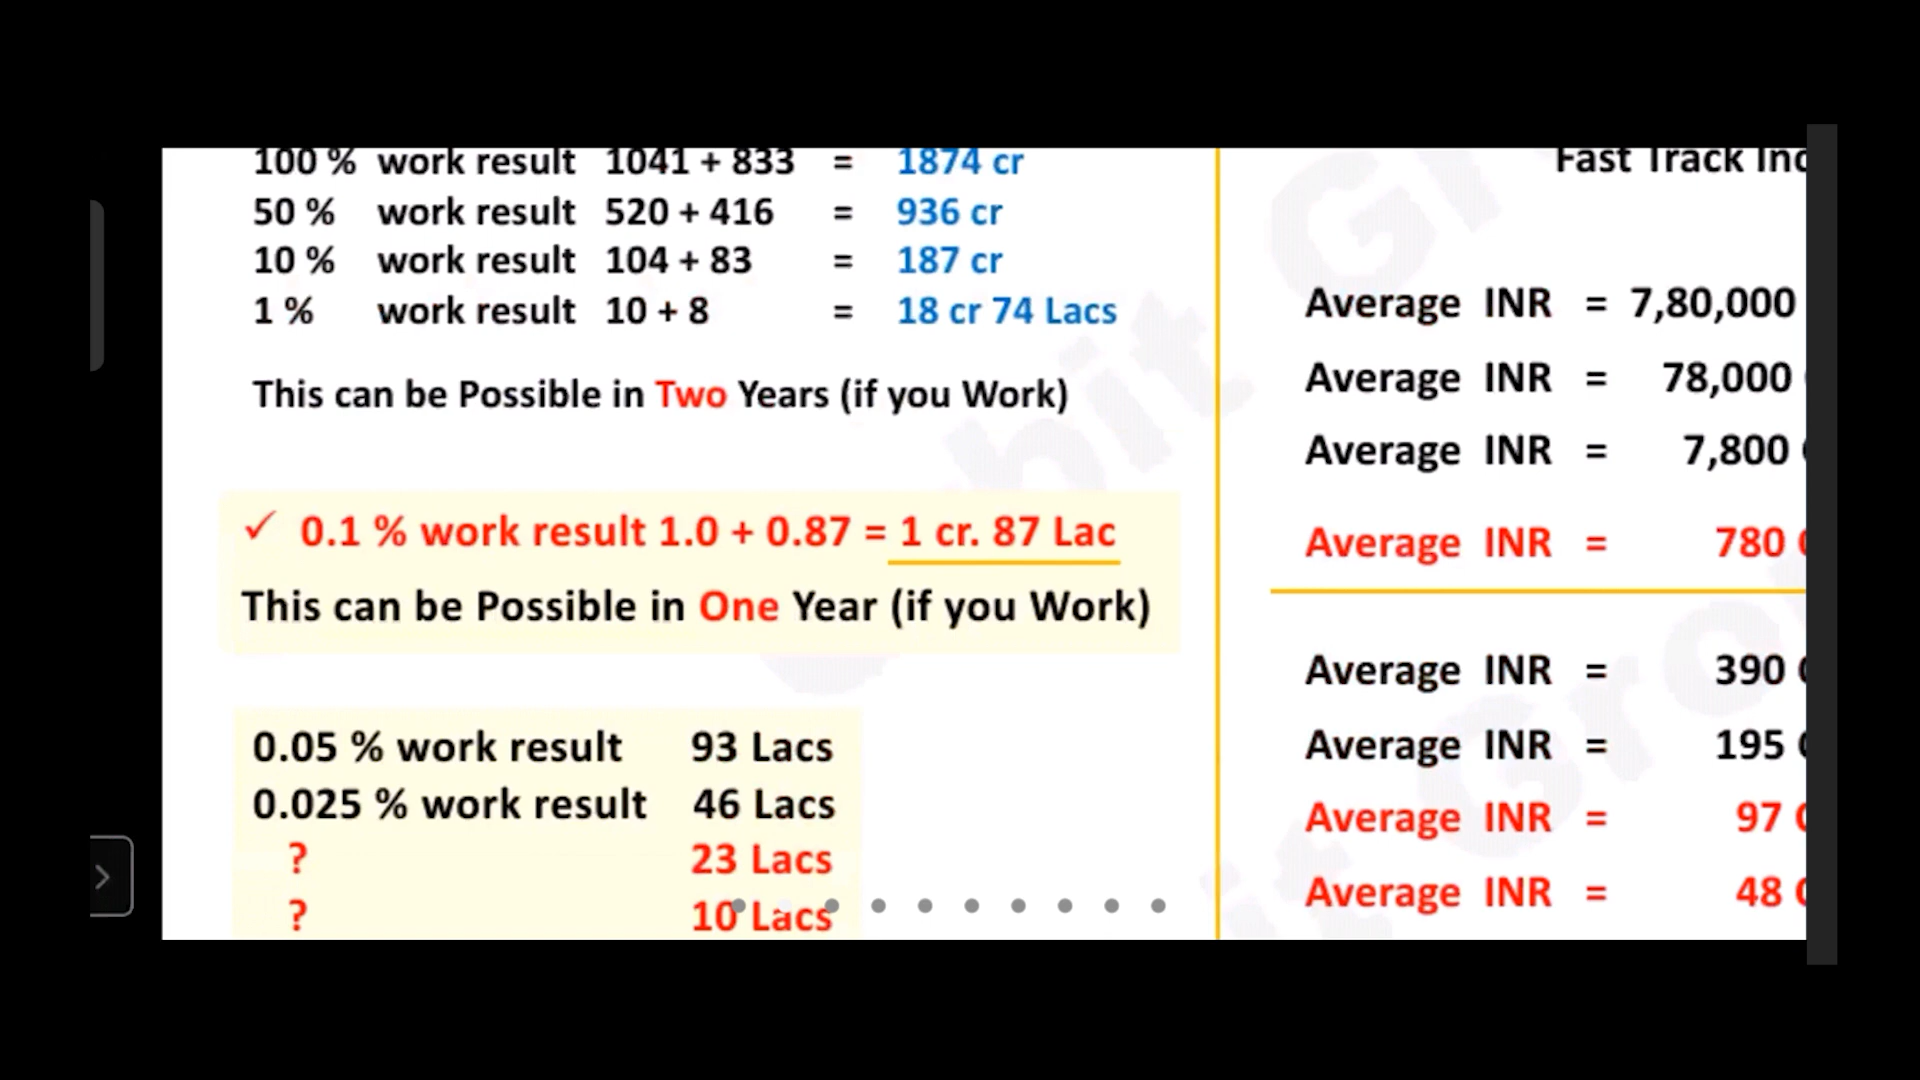 100 % work result 1041 + 833 = 1874 cr
50 % work result 520 + 416 = 936 cr
10 % work result 104 + 83 = 187 cr
1 % work result 10 + 8 = 18 cr 74 Lacs
This can be Possible in Two Years (if you Work)
✓ 0.1 % work result 1.0 + 0.87 = 1 cr. 87 Lac
This can be Possible in One Year (if you Work)
0.05 % work result 93 Lacs
0.025 % work result 46 Lacs
? 23 Lacs
? 10 Lacs
Fast Track Inc
Average INR = 7,80,000
Average INR = 78,000
Average INR = 7,800
Average INR = 780
Average INR = 390
Average INR = 195
Average INR = 97
Average INR = 48